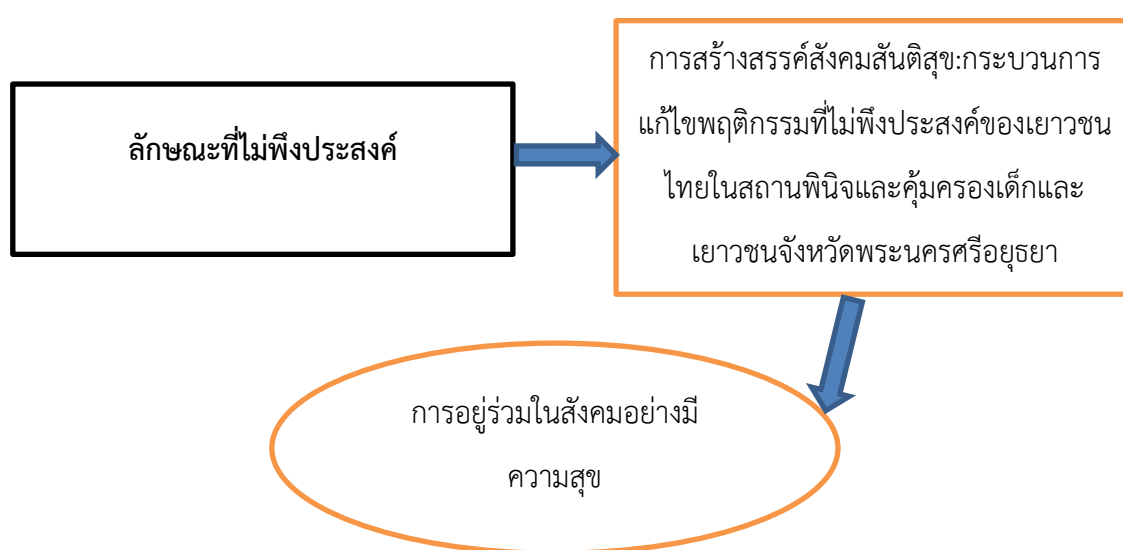 ลักษณะที่ไม่พึงประสงค์
การสร้างสรรค์สังคมสันติสุข:กระบวนการ
แก้ไขพฤติกรรมที่ไม่พึงประสงค์ของเยาวชน
ไทยในสถานพินิจและคุ้มครองเด็กและ
เยาวชนจังหวัดพระนครศรีอยุธยา
การอยู่ร่วมในสังคมอย่างมี
ความสุข